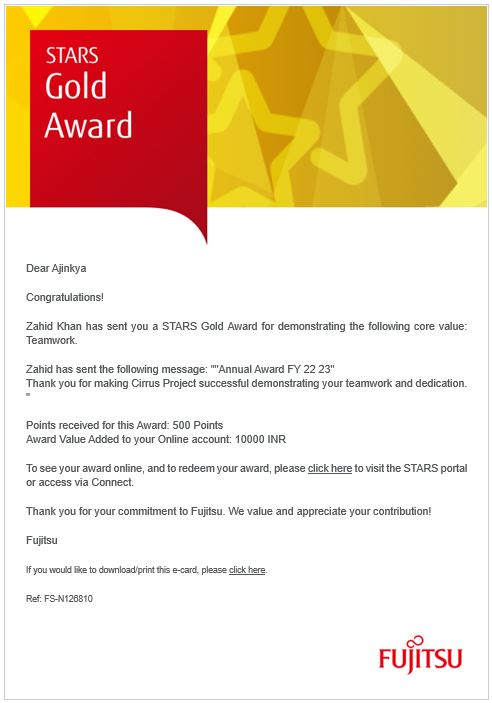 STARS
Gold
Award
Dear Ajinkya
Congratulations!
Zahid Khan has sent you a STARS Gold Award for demonstrating the following core value:
Teamwork.
Zahid has sent the following message: ""Annual Award FY 22 23"
Thank you for making Cirrus Project successful demonstrating your teamwork and dedication.
"
Points received for this Award: 500 Points
Award Value Added to your Online account: 10000 INR
To see your award online, and to redeem your award, please click here to visit the STARS portal
or access via Connect.
Thank you for your commitment to Fujitsu. We value and appreciate your contribution!
Fujitsu
If you would like to download/print this e-card, please click here.
Ref: FS-N126810
FUJITSU